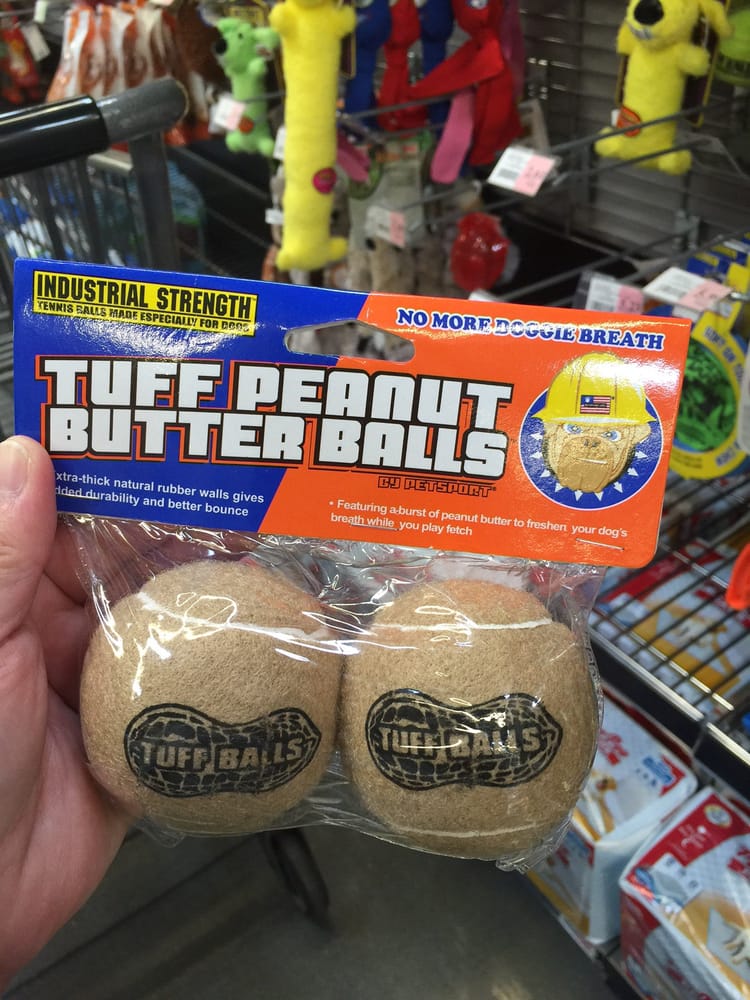 INDUSTRIAL STRENGTH
TENNIS BALLS MADE ESPECIALLY FOR DOGS
NO MORE DOGGIE BREATH
TUFF PEANUT
BUTTER BALLS
BY PETSPORT®
xtra-thick natural rubber walls gives
dded durability and better bounce
• Featuring a burst of peanut butter to freshen your dog's
breath while you play fetch
TUFF BALLS
TUFF BALLS